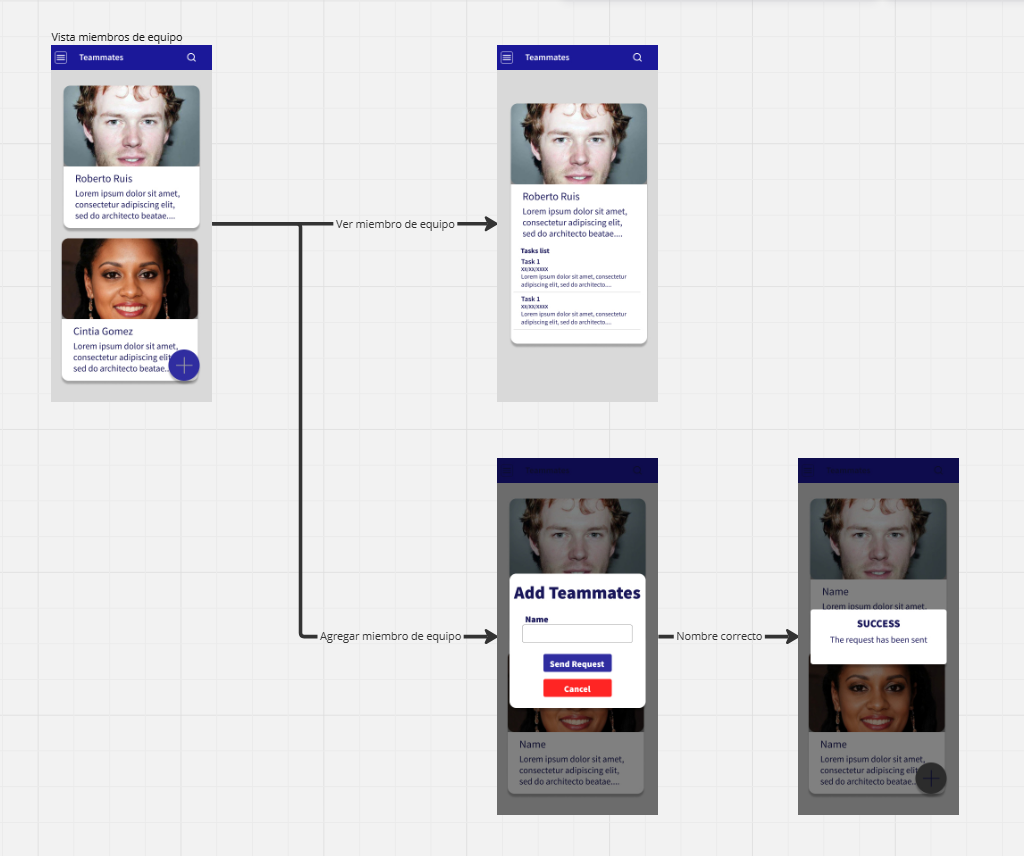 Vista miembros de equipo
Teammates
Roberto Ruis
Lorem ipsum dolor sit amet,
consectetur adipiscing elit,
sed do architecto beatae....
Cintia Gomez
Lorem ipsum dolor sit amet,
consectetur adipiscing elit,
sed do architecto beatae....
Ver miembro de equipo
Teammates
Roberto Ruis
Lorem ipsum dolor sit amet,
consectetur adipiscing elit,
sed do architecto beatae....
Tasks list
Task 1
xx/xx/xxxx
Lorem ipsum dolor sit amet, consectetur
adipiscing elit, sed do architecto....
Task 1
xx/xx/xxxx
Lorem ipsum dolor sit amet, consectetur
adipiscing elit, sed do architecto....
Agregar miembro de equipo
Add Teammates
Name
Send Request
Cancel
Name
Lorem ipsum dolor sit amet,
consectetur adipiscing elit,
sed do architecto beatae....
Nombre correcto
Name
Lorem ipsum dolor sit amet,
SUCCESS
The request has been sent
Name
Lorem ipsum dolor sit amet,
consectetur adipiscing elit,
sed do architecto beatae....